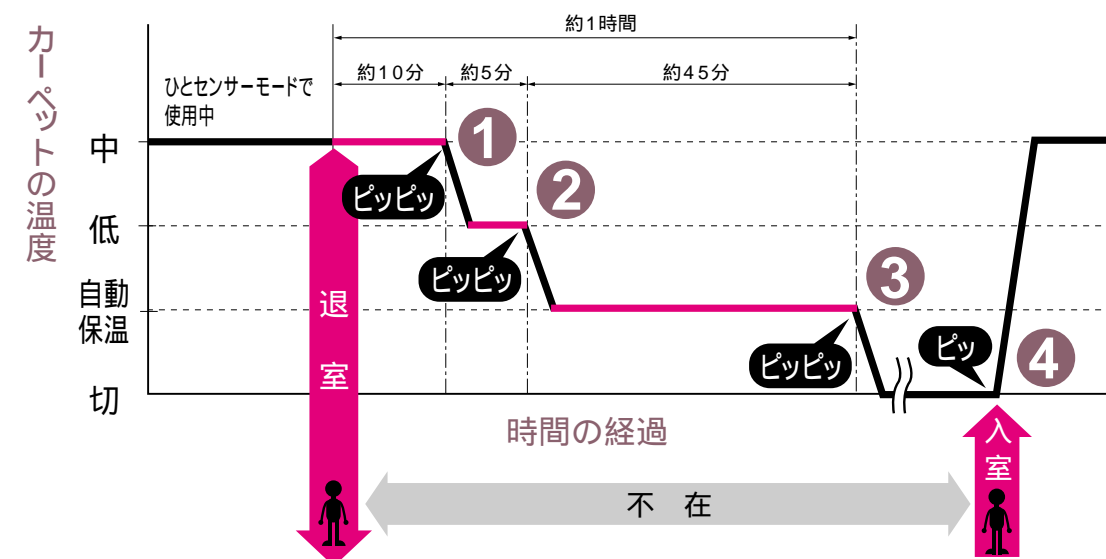 カーペットの温度
約1時間
約10分
約5分
約45分
ひとセンサーモードで
使用中
中
低
自動
保温
切
1
2
3
4
ピッピッ
ピッピッ
ピッピッ
ピッ
退室
入室
時間の経過
不在